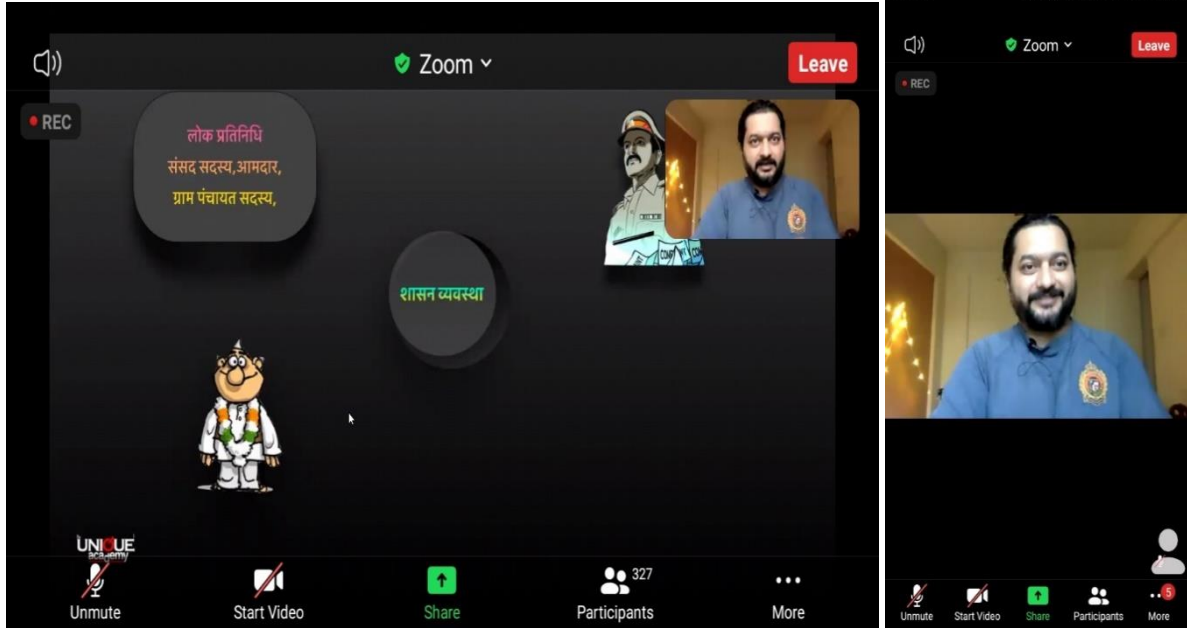 Zoom
Leave
REC
लोक प्रतिनिधि
संसद सदस्य,आमदार,
ग्राम पंचायत सदस्य,
शासन व्यवस्था
UNIQUE
academy
Unmute
Start Video
Share
327
Participants
More
Zoom
Leave
REC
Unmute
Start Video
Share
Participants
5
More